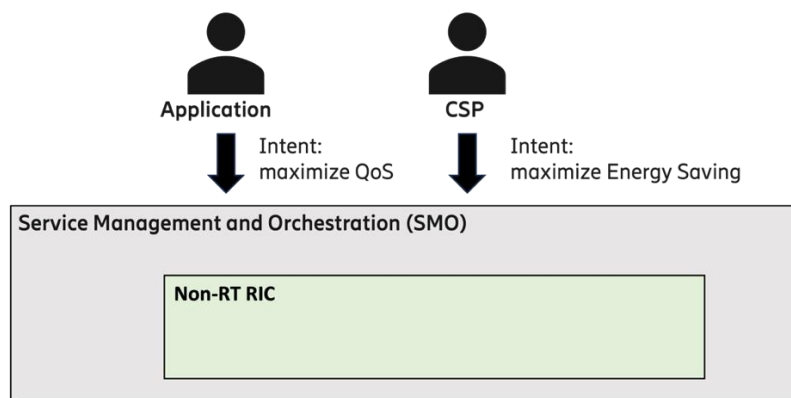 Application
CSP
Intent:
maximize QoS
Intent:
maximize Energy Saving
Service Management and Orchestration (SMO)
Non-RT RIC